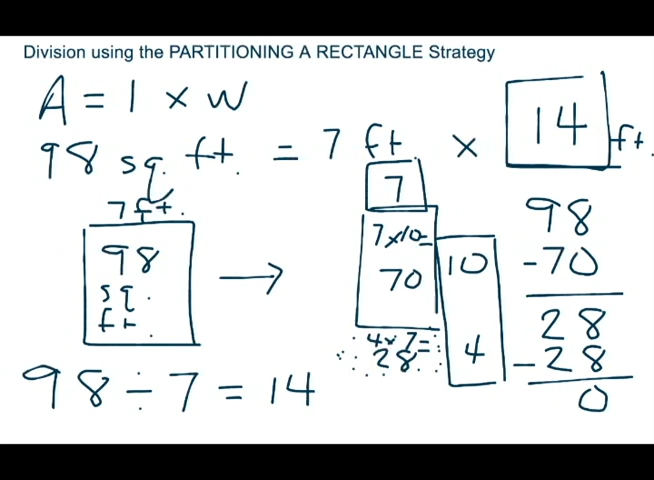 Division using the PARTITIONING A RECTANGLE Strategy
A = l × w
98 sq. ft. = 7 ft. × 14 ft.
7 ft.
98
sq.
ft.
7
7×10=
70
10
4×7=
28
4
98
-70
28
-28
0
98 ÷ 7 = 14